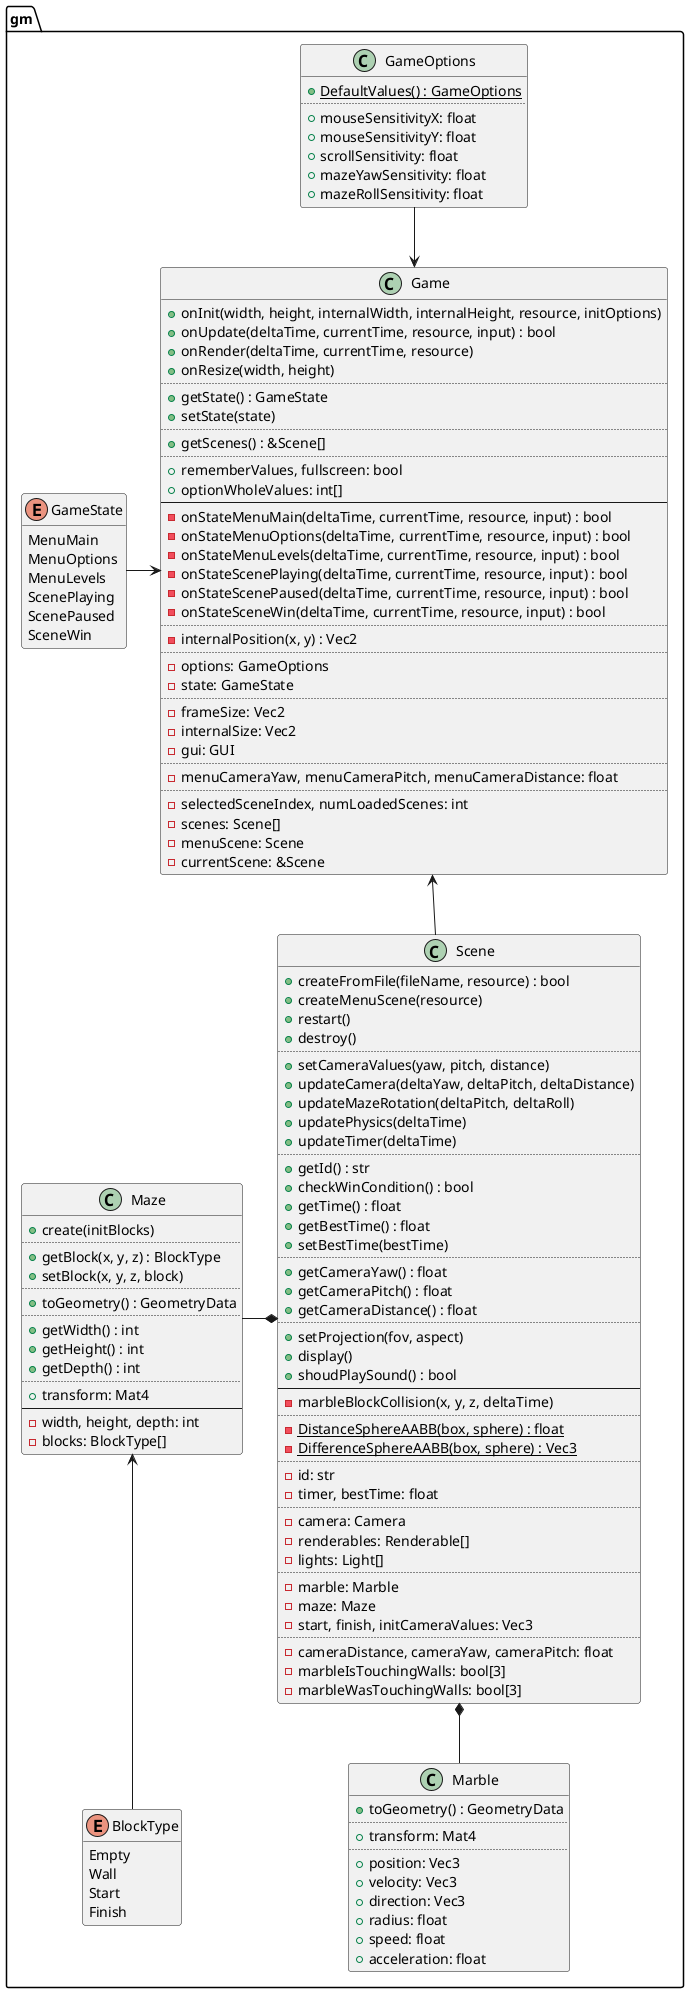 gm
C GameOptions
DefaultValues() : GameOptions
mouseSensitivityX: float
mouseSensitivityY: float
scrollSensitivity: float
mazeYawSensitivity: float
mazeRollSensitivity: float
C Game
onInit(width, height, internalWidth, internalHeight, resource, initOptions)
onUpdate(deltaTime, currentTime, resource, input) : bool
onRender(deltaTime, currentTime, resource)
onResize(width, height)
getState() : GameState
setState(state)
getScenes() : &Scene[]
rememberValues, fullscreen: bool
optionWholeValues: int[]
onStateMenuMain(deltaTime, currentTime, resource, input) : bool
onStateMenuOptions(deltaTime, currentTime, resource, input) : bool
onStateMenuLevels(deltaTime, currentTime, resource, input) : bool
onStateScenePlaying(deltaTime, currentTime, resource, input) : bool
onStateScenePaused(deltaTime, currentTime, resource, input) : bool
onStateSceneWin(deltaTime, currentTime, resource, input) : bool
internalPosition(x, y) : Vec2
options: GameOptions
state: GameState
frameSize: Vec2
internalSize: Vec2
gui: GUI
menuCameraYaw, menuCameraPitch, menuCameraDistance: float
selectedSceneIndex, numLoadedScenes: int
scenes: Scene[]
menuScene: Scene
currentScene: &Scene
E GameState
MenuMain
MenuOptions
MenuLevels
ScenePlaying
ScenePaused
SceneWin
C Scene
createFromFile(fileName, resource) : bool
createMenuScene(resource)
restart()
destroy()
setCameraValues(yaw, pitch, distance)
updateCamera(deltaYaw, deltaPitch, deltaDistance)
updateMazeRotation(deltaPitch, deltaRoll)
updatePhysics(deltaTime)
updateTimer(deltaTime)
getId() : str
checkWinCondition() : bool
getTime() : float
getBestTime() : float
setBestTime(bestTime)
getCameraYaw() : float
getCameraPitch() : float
getCameraDistance() : float
setProjection(fov, aspect)
display()
shoudPlaySound() : bool
marbleBlockCollision(x, y, z, deltaTime)
DistanceSphereAABB(box, sphere) : float
DifferenceSphereAABB(box, sphere) : Vec3
id: str
timer, bestTime: float
camera: Camera
renderables: Renderable[]
lights: Light[]
marble: Marble
maze: Maze
start, finish, initCameraValues: Vec3
cameraDistance, cameraYaw, cameraPitch: float
marbleIsTouchingWalls: bool[3]
marbleWasTouchingWalls: bool[3]
C Maze
create(initBlocks)
getBlock(x, y, z) : BlockType
setBlock(x, y, z, block)
toGeometry() : GeometryData
getWidth() : int
getHeight() : int
getDepth() : int
transform: Mat4
width, height, depth: int
blocks: BlockType[]
E BlockType
Empty
Wall
Start
Finish
C Marble
toGeometry() : GeometryData
transform: Mat4
position: Vec3
velocity: Vec3
direction: Vec3
radius: float
speed: float
acceleration: float